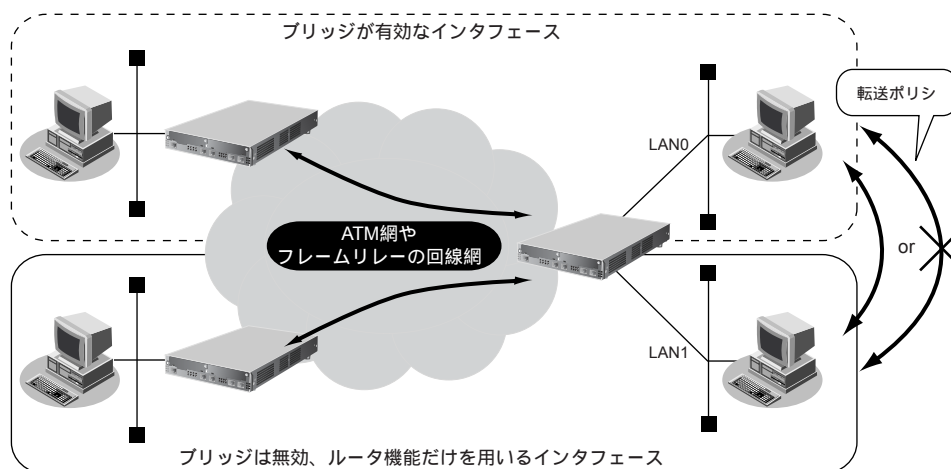 ブリッジが有効なインタフェース
転送ポリシ
LAN0
ATM網や
フレームリレーの回線網
or
LAN1
ブリッジは無効、ルータ機能だけを用いるインタフェース